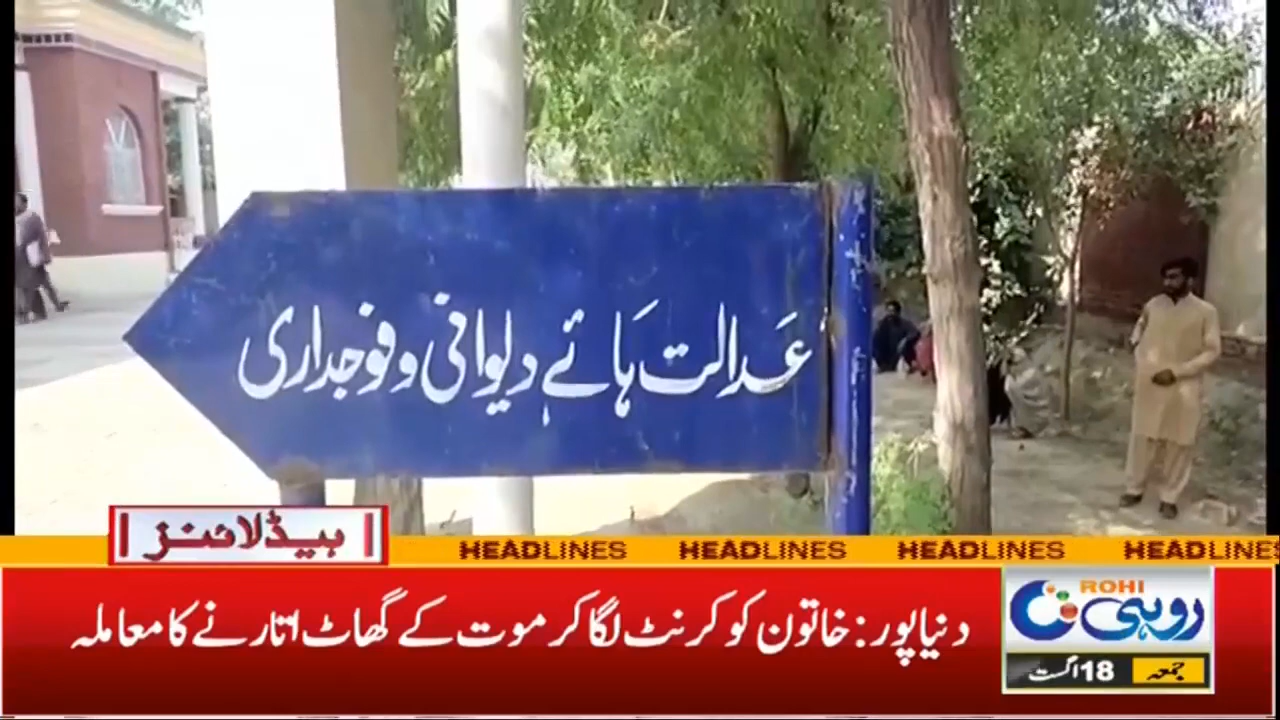 عدالت ہائے دیوانی و فوجداری
ہیڈلائنز
HEADLINES HEADLINES HEADLINES HEADLINES
دنیاپور: خاتون کو کرنٹ لگا کر موت کے گھاٹ اتارنے کا معاملہ
ROHI
روہی
جمعہ 18 اگست